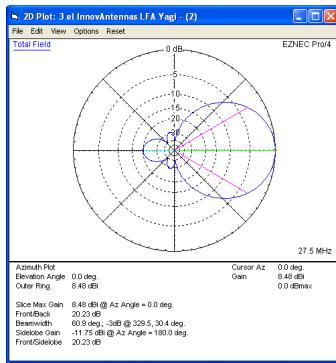 2D Plot: 3 el InnovAntennas LFA Yagi - (2)
File Edit View Options Reset
Total Field
EZNEC Pro/4
0 dB
-5
-10
-15
-20
-30
27.5 MHz
Azimuth Plot
Elevation Angle 0.0 deg.
Outer Ring 8.48 dBi
Cursor Az 0.0 deg.
Gain 8.48 dBi
0.0 dBmax
Slice Max Gain 8.48 dBi @ Az Angle = 0.0 deg.
Front/Back 20.23 dB
Beamwidth 60.9 deg.; -3dB @ 329.5, 30.4 deg.
Sidelobe Gain -11.75 dBi @ Az Angle = 180.0 deg.
Front/Sidelobe 20.23 dB